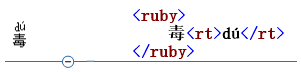 dú
毒
<ruby>
毒<rt>dú</rt>
</ruby>